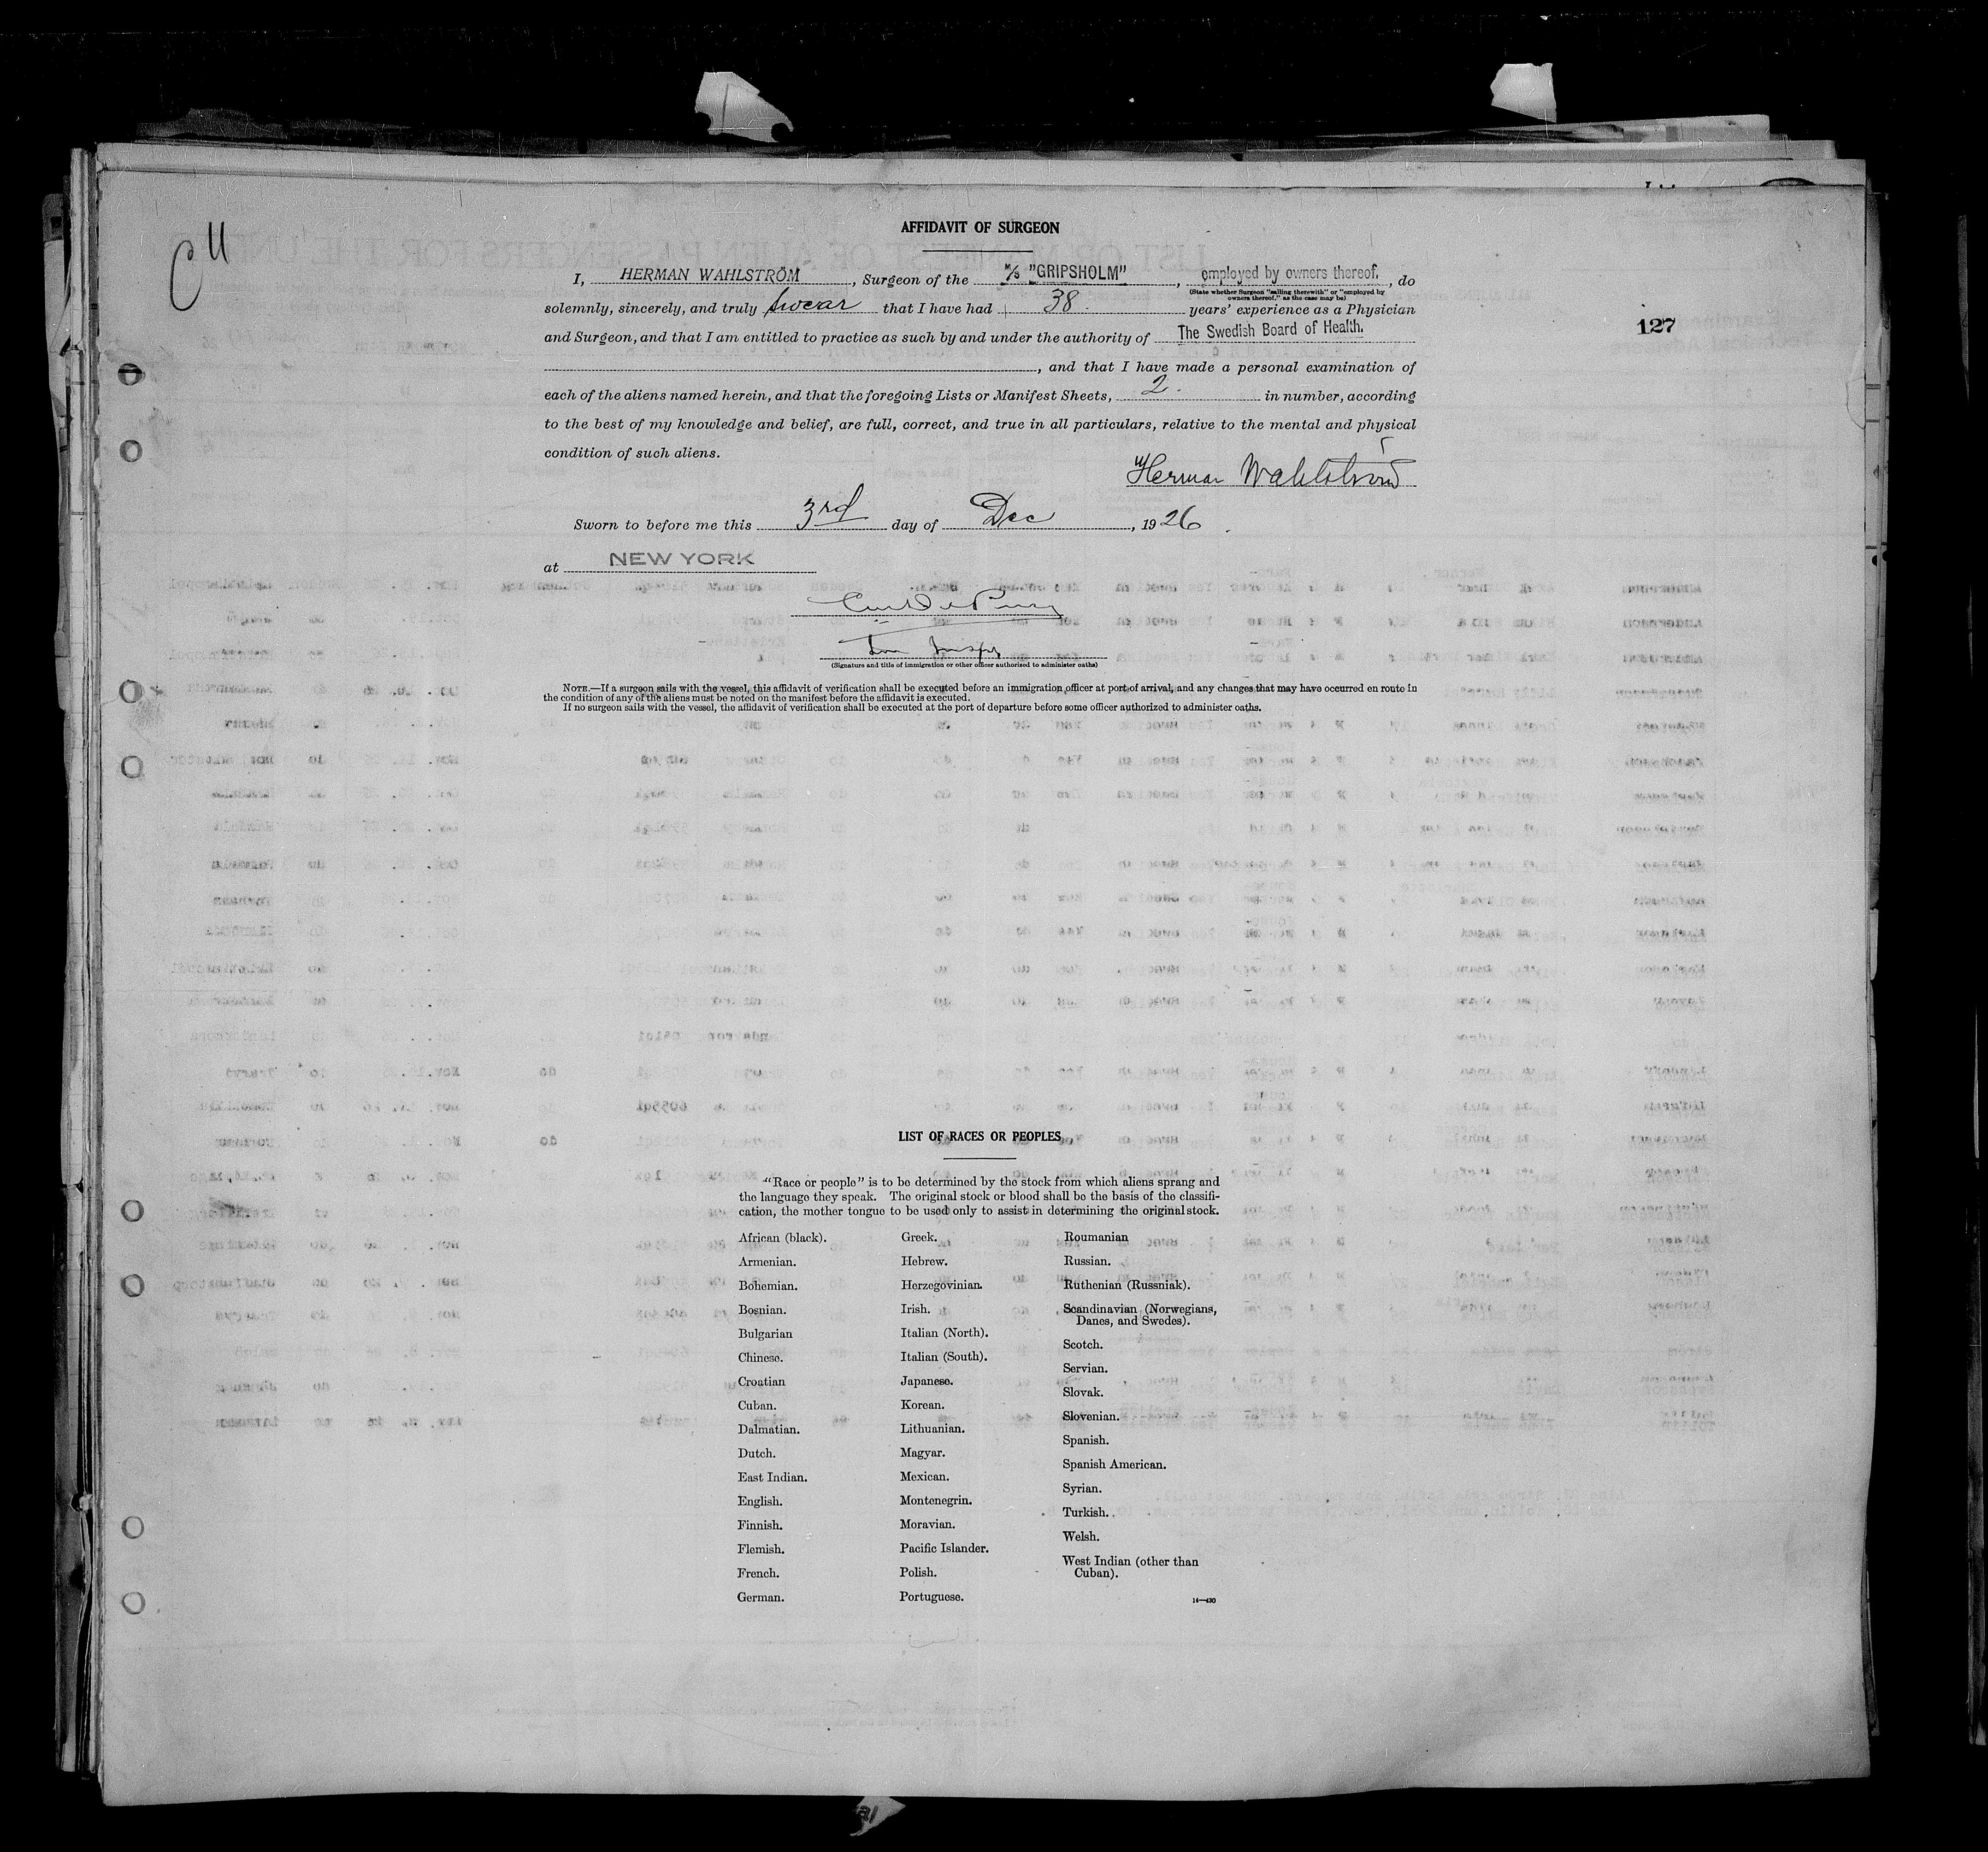 AFFIDAVIT OF SURGEON
I, HERMAN WAHLSTRÖM, Surgeon of the M/S "GRIPSHOLM", employed by owners thereof., do
(State whether Surgeon "sailing therewith" or "employed by
owners thereof," as the case may be)
solemnly, sincerely, and truly swear that I have had 38. years' experience as a Physician
127
and Surgeon, and that I am entitled to practice as such by and under the authority of The Swedish Board of Health.
, and that I have made a personal examination of
each of the aliens named herein, and that the foregoing Lists or Manifest Sheets, 2. in number, according
to the best of my knowledge and belief, are full, correct, and true in all particulars, relative to the mental and physical
condition of such aliens.
Herman Wahlström
Sworn to before me this 3rd day of Dec, 1926.
at NEW YORK
(Signature and title of immigration or other officer authorized to administer oaths)
NOTE.—If a surgeon sails with the vessel, this affidavit of verification shall be executed before an immigration officer at port of arrival, and any changes that may have occurred en route in
the condition of any of the aliens must be noted on the manifest before the affidavit is executed.
If no surgeon sails with the vessel, the affidavit of verification shall be executed at the port of departure before some officer authorized to administer oaths.
LIST OF RACES OR PEOPLES
"Race or people" is to be determined by the stock from which aliens sprang and
the language they speak. The original stock or blood shall be the basis of the classifi-
cation, the mother tongue to be used only to assist in determining the original stock.
African (black).
Armenian.
Bohemian.
Bosnian.
Bulgarian
Chinese.
Croatian
Cuban.
Dalmatian.
Dutch.
East Indian.
English.
Finnish.
Flemish.
French.
German.
Greek.
Hebrew.
Herzegovinian.
Irish.
Italian (North).
Italian (South).
Japanese.
Korean.
Lithuanian.
Magyar.
Mexican.
Montenegrin.
Moravian.
Pacific Islander.
Polish.
Portuguese.
Roumanian
Russian.
Ruthenian (Russniak).
Scandinavian (Norwegians,
Danes, and Swedes).
Scotch.
Servian.
Slovak.
Slovenian.
Spanish.
Spanish American.
Syrian.
Turkish.
Welsh.
West Indian (other than
Cuban).
14—430